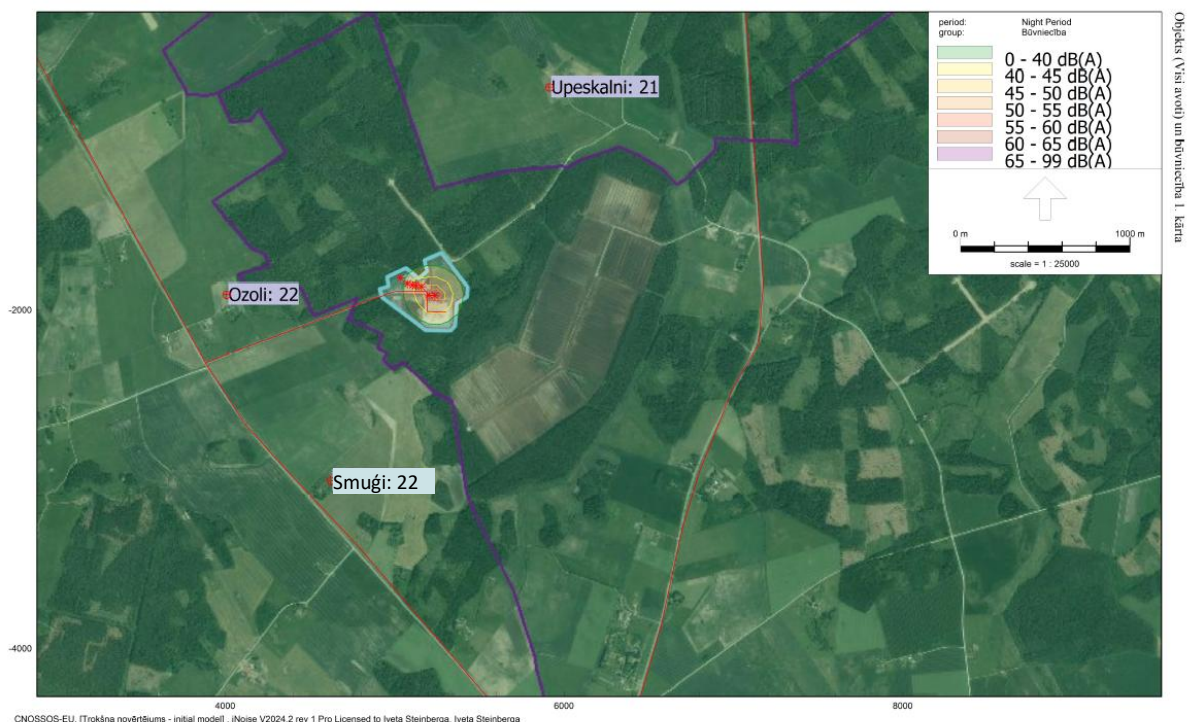 period: Night Period
group: Būvniecība
0 - 40 dB(A)
40 - 45 dB(A)
45 - 50 dB(A)
50 - 55 dB(A)
55 - 60 dB(A)
60 - 65 dB(A)
65 - 99 dB(A)
0 m 1000 m
scale = 1 : 25000
Objekts (Visi avoti) un būvniecība 1. kārta
Upeskalni: 21
Ozoli: 22
-2000
Smuģi: 22
-4000
4000 6000 8000
CNOSSOS-EU, [Trokšņa novērtējums - initial model] , iNoise V2024.2 rev 1 Pro Licensed to Iveta Šteinberga, Iveta Šteinberga